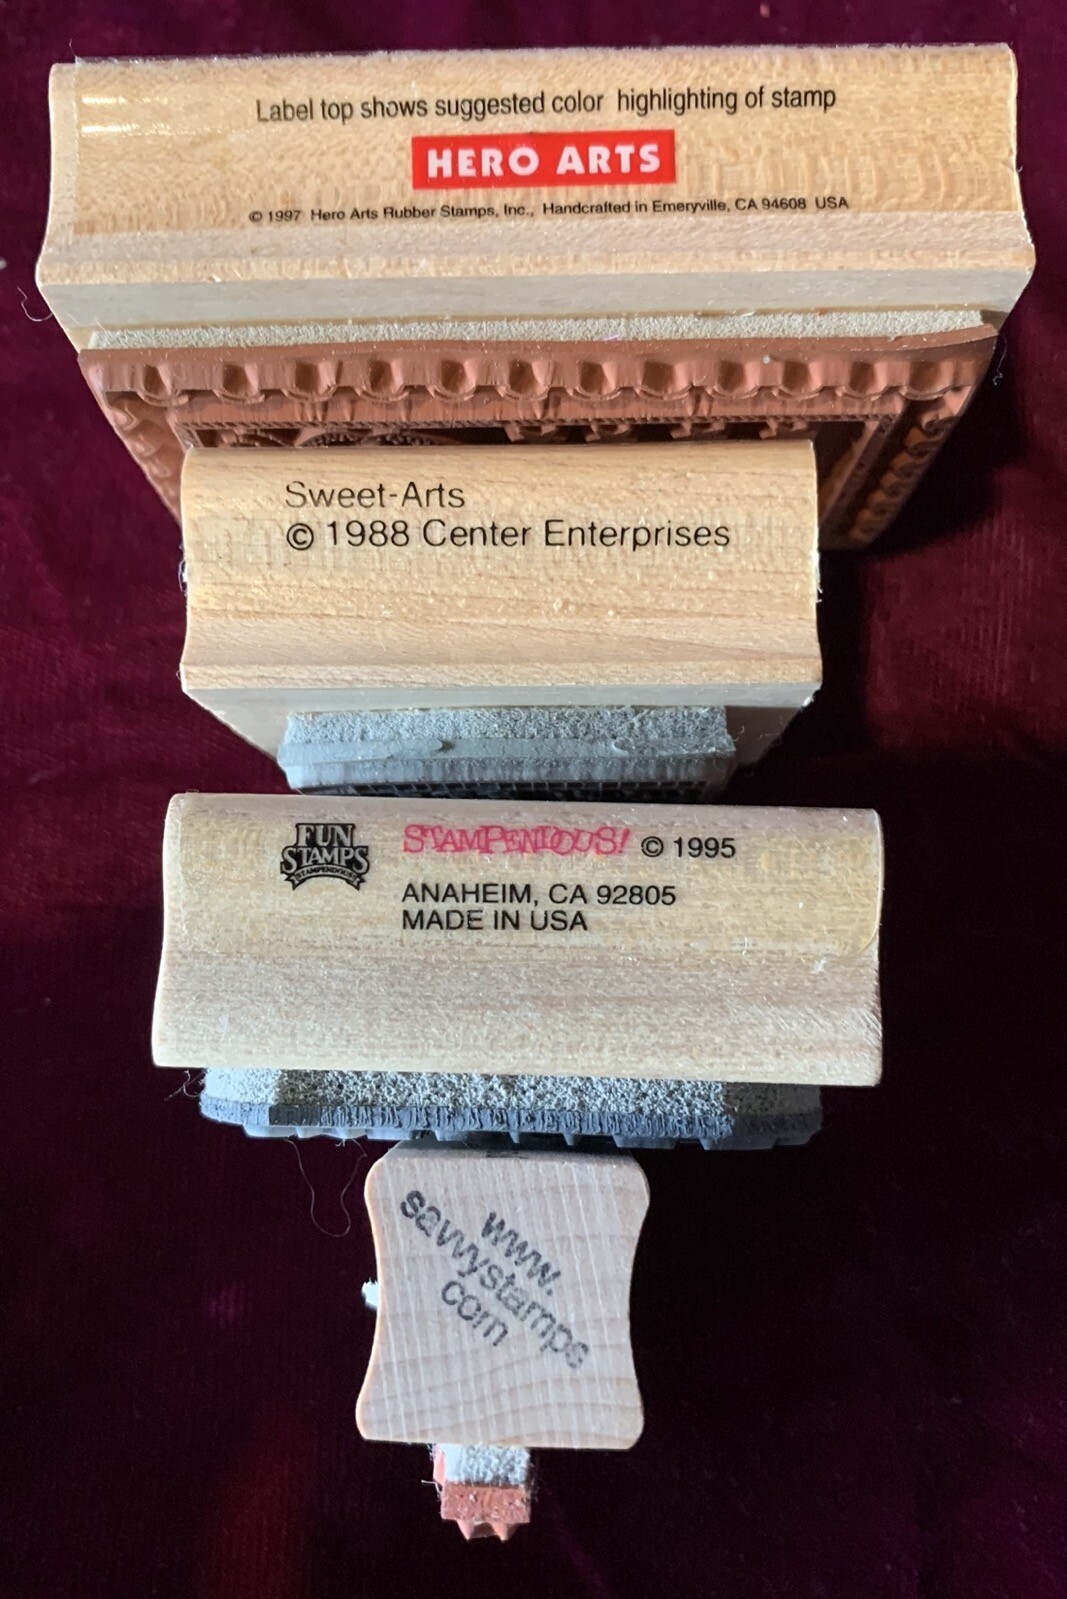 Label top shows suggested color highlighting of stamp
HERO ARTS
© 1997 Hero Arts Rubber Stamps, Inc., Handcrafted in Emeryville, CA 94608 USA
Sweet-Arts
© 1988 Center Enterprises
FUN
STAMPS
STAMPENDOUS!
STAMPENDOUS! © 1995
ANAHEIM, CA 92805
MADE IN USA
www.
savvystamps
com